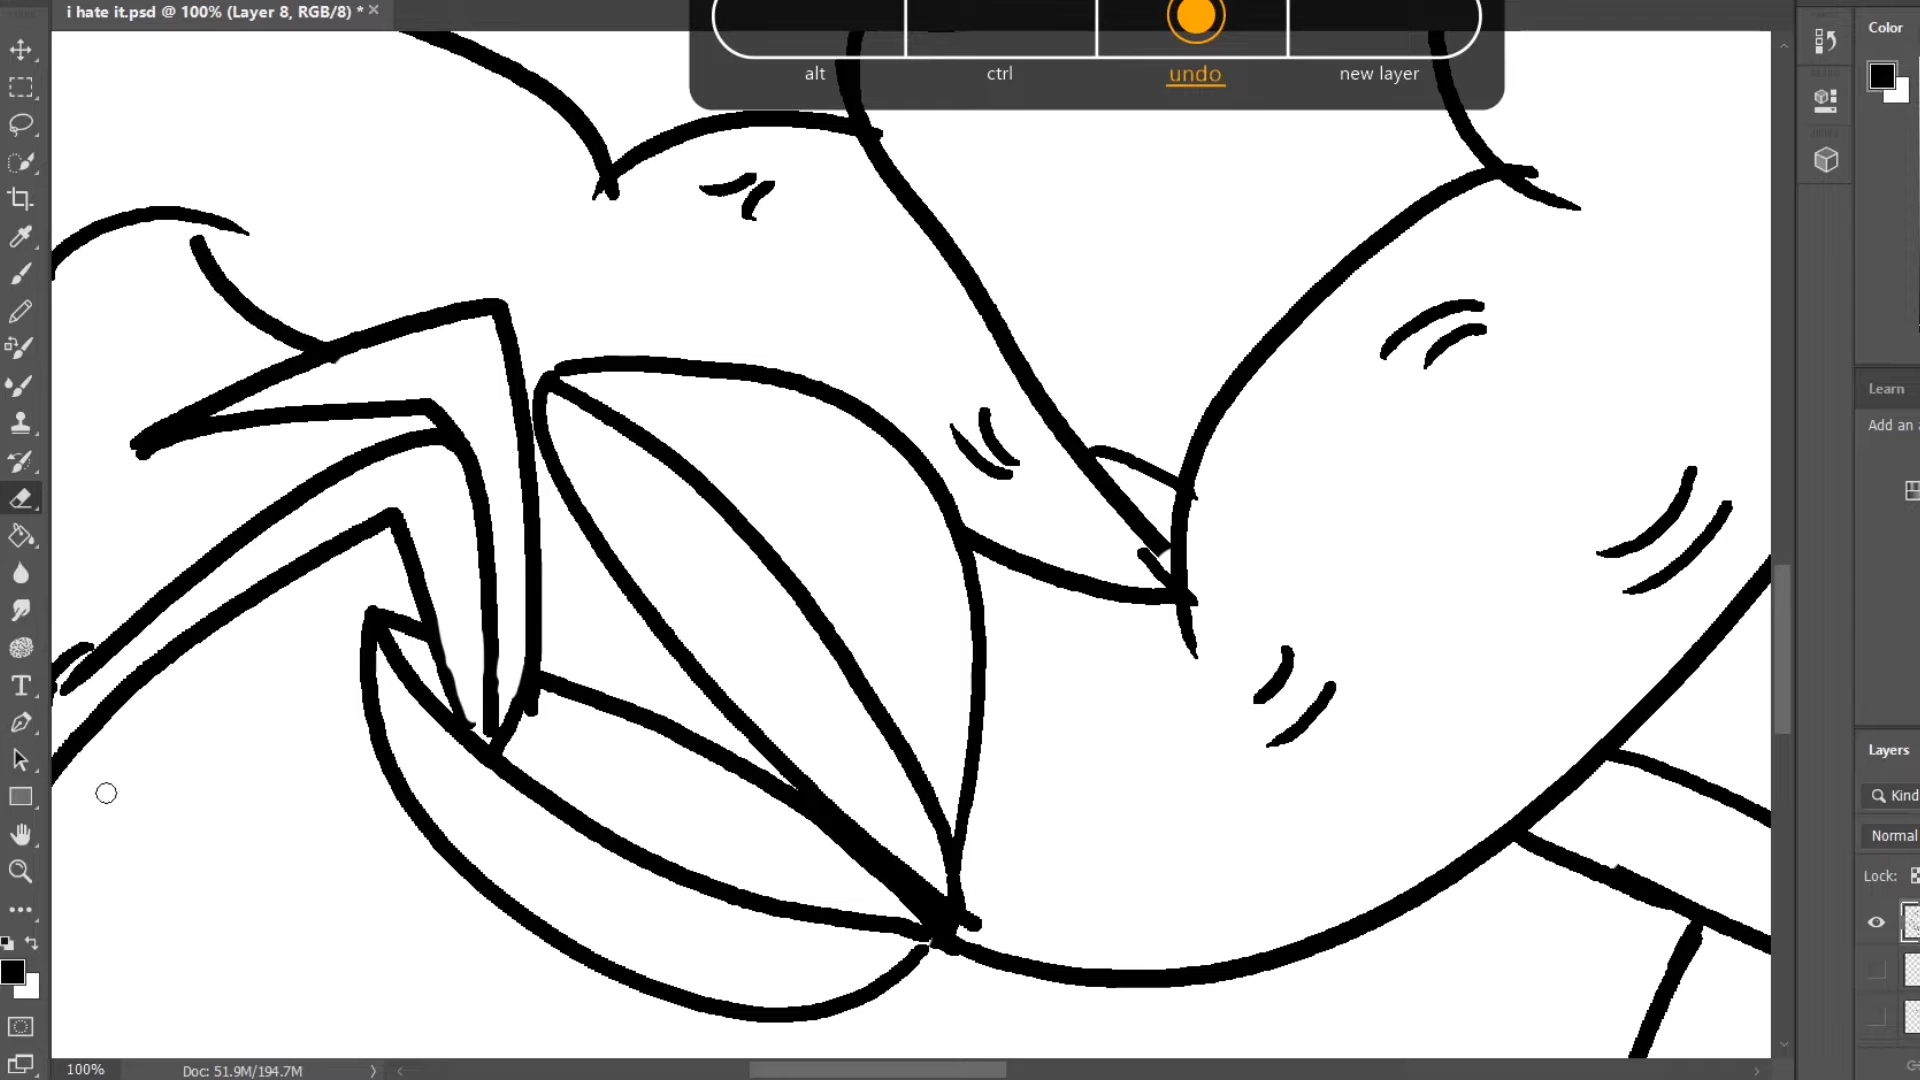 i hate it.psd @ 100% (Layer 8, RGB/8) *
alt
ctrl
undo
new layer
Color
Learn
Add an
Layers
Kind
Normal
Lock:
100%
Doc: 51.9M/194.7M